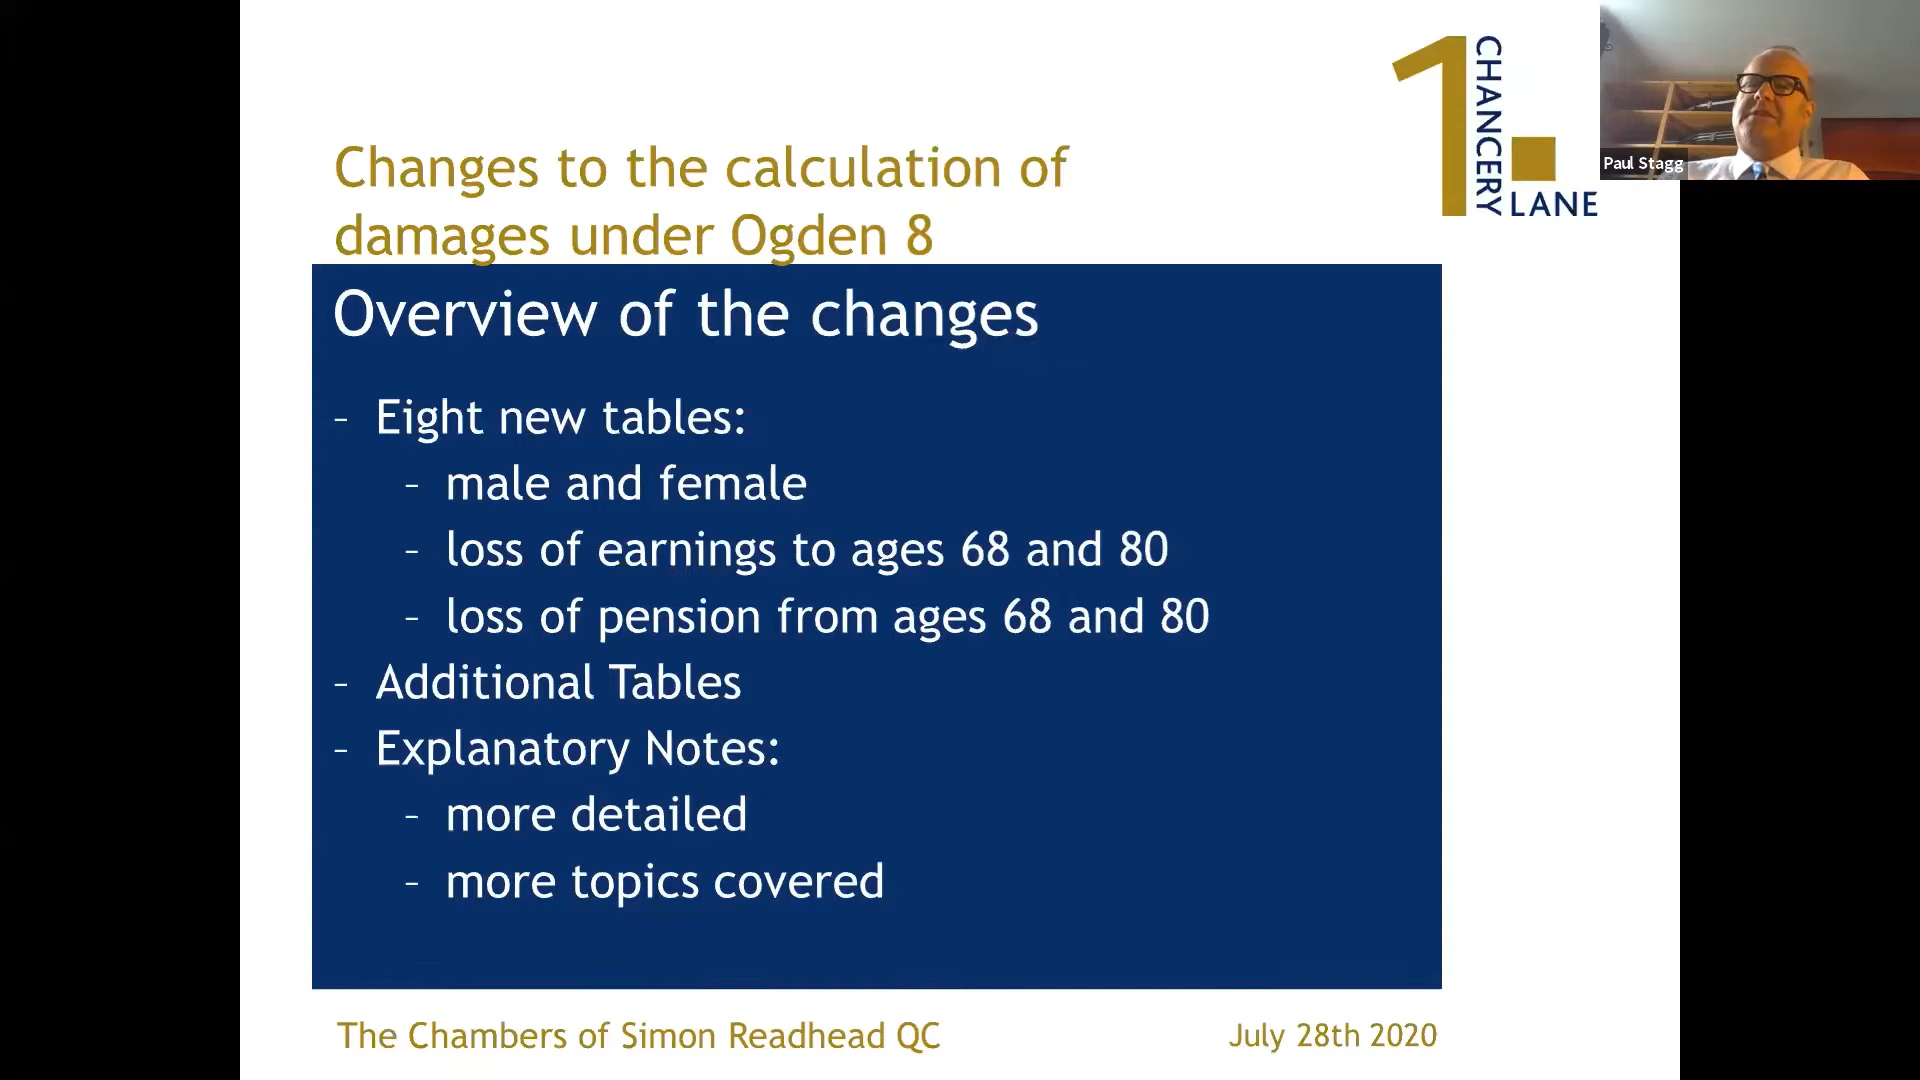 Changes to the calculation of
damages under Ogden 8
1 CHANCERY LANE
Paul Stagg
Overview of the changes
– Eight new tables:
– male and female
– loss of earnings to ages 68 and 80
– loss of pension from ages 68 and 80
– Additional Tables
– Explanatory Notes:
– more detailed
– more topics covered
The Chambers of Simon Readhead QC
July 28th 2020